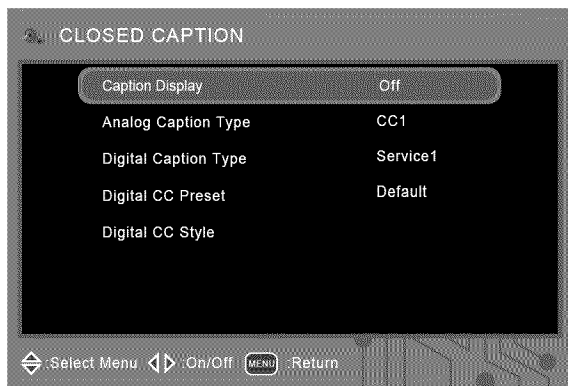 CLOSED CAPTION
Caption Display Off
Analog Caption Type CC1
Digital Caption Type Service1
Digital CC Preset Default
Digital CC Style
:Select Menu :On/Off MENU :Return